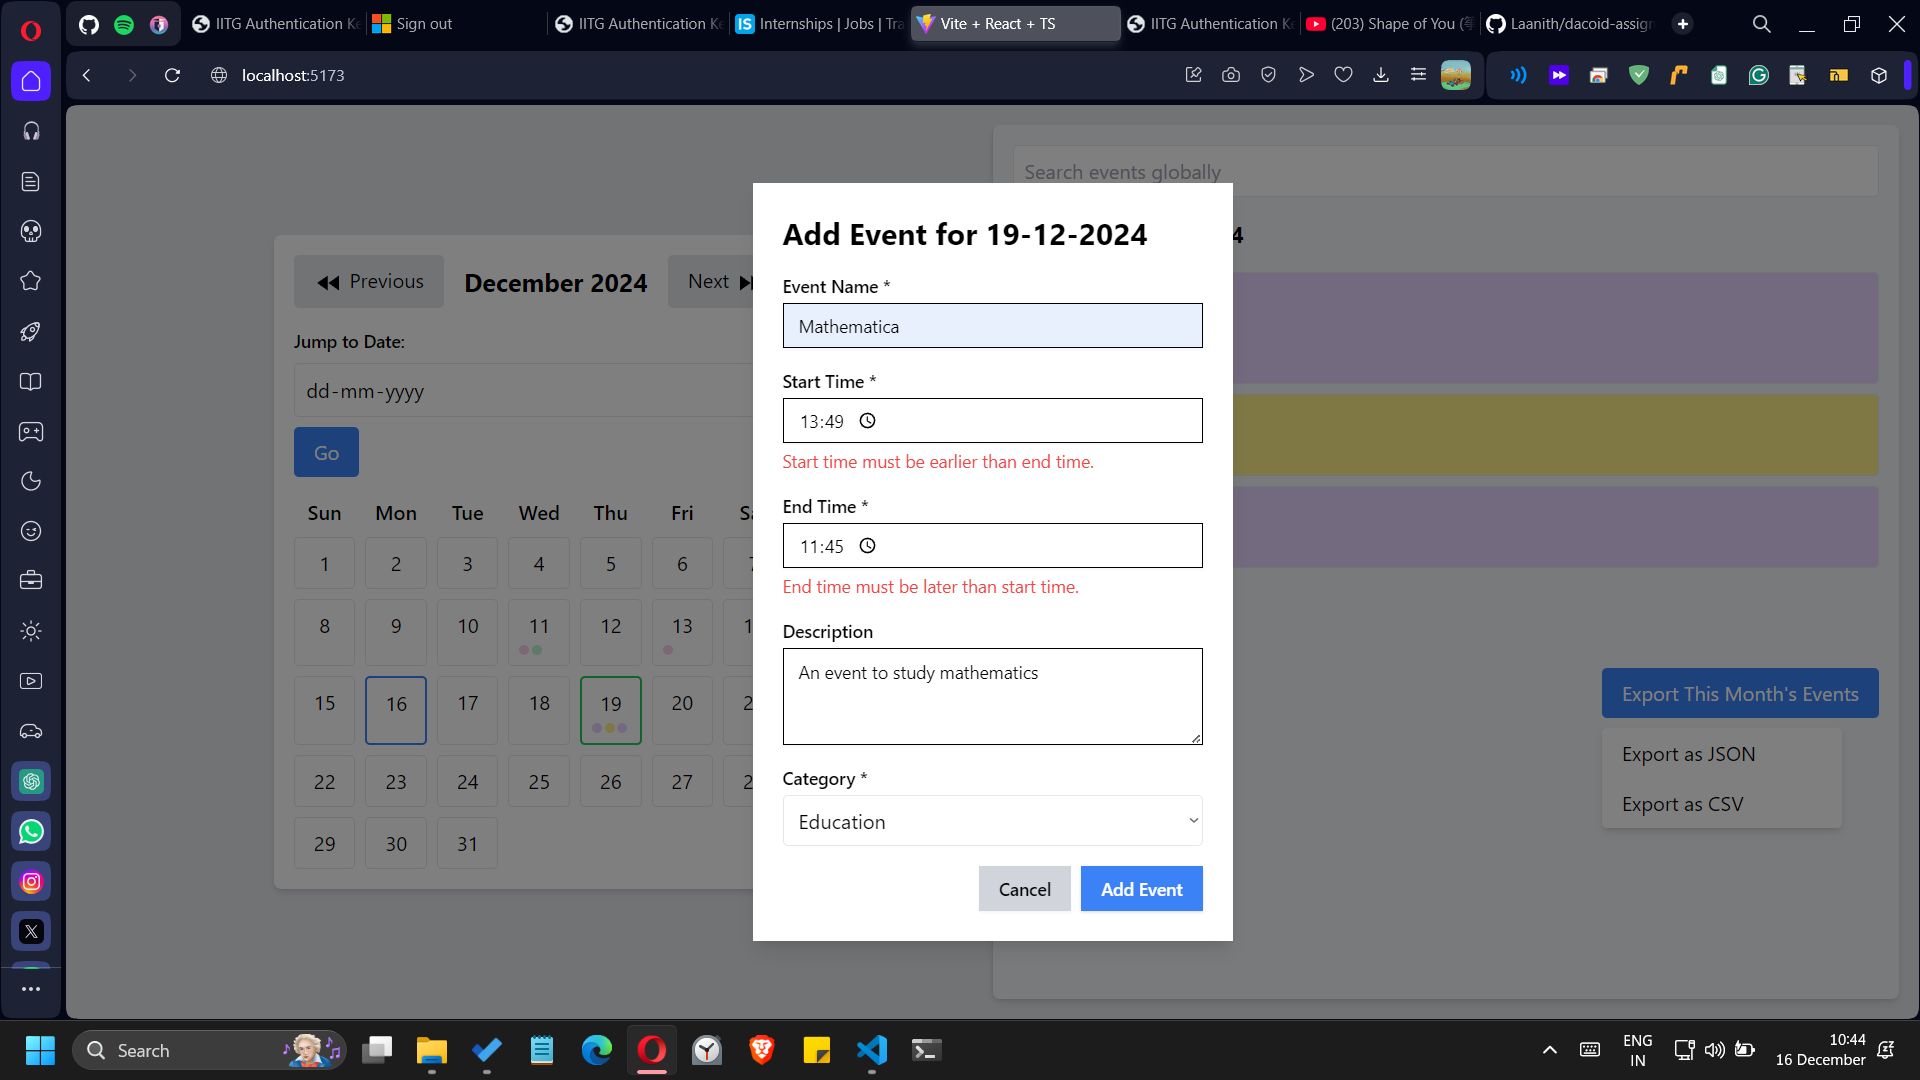 IITG Authentication Ke
Sign out
IITG Authentication Ke
Internships | Jobs | Tra
Vite + React + TS
IITG Authentication Ke
(203) Shape of You (
Laanith/dacoid-assign
localhost:5173
Search events globally
4
Previous
December 2024
Next
Jump to Date:
dd-mm-yyyy
Go
Sun Mon Tue Wed Thu Fri Sa
1 2 3 4 5 6 7
8 9 10 11 12 13 1
15 16 17 18 19 20 2
22 23 24 25 26 27 2
29 30 31
Add Event for 19-12-2024
Event Name *
Mathematica
Start Time *
13:49
Start time must be earlier than end time.
End Time *
11:45
End time must be later than start time.
Description
An event to study mathematics
Category *
Education
Cancel
Add Event
Export This Month's Events
Export as JSON
Export as CSV
Search
ENG
IN
10:44
16 December